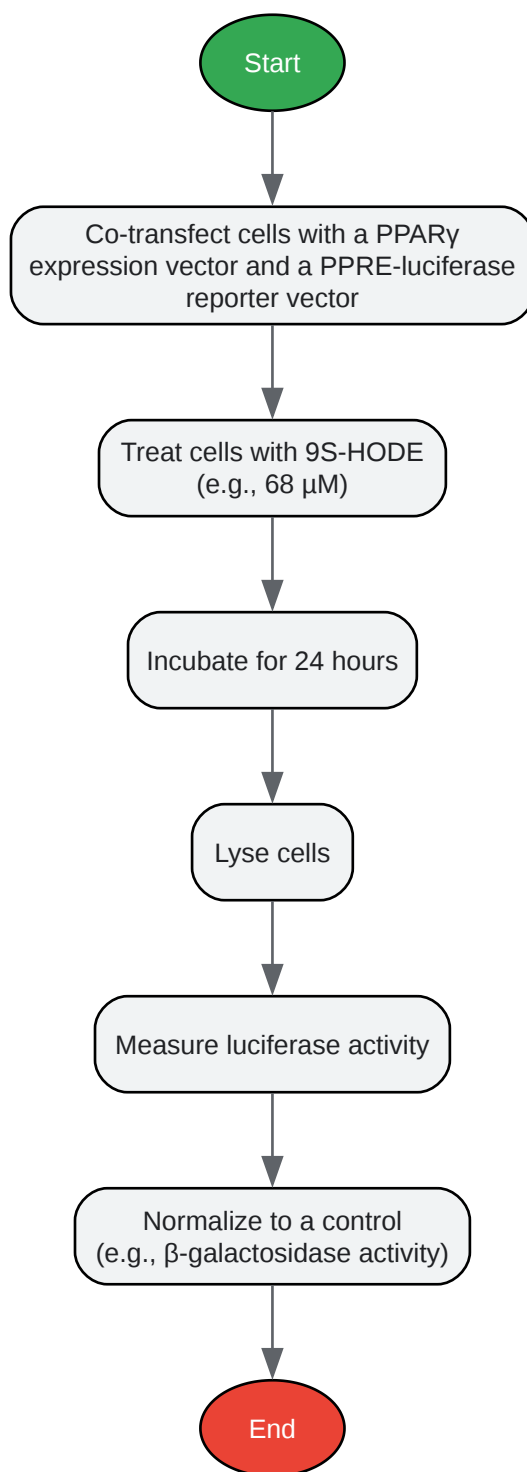 Start
Co-transfect cells with a PPARγ
expression vector and a PPRE-luciferase
reporter vector
Treat cells with 9S-HODE
(e.g., 68 µM)
Incubate for 24 hours
Lyse cells
Measure luciferase activity
Normalize to a control
(e.g., β-galactosidase activity)
End